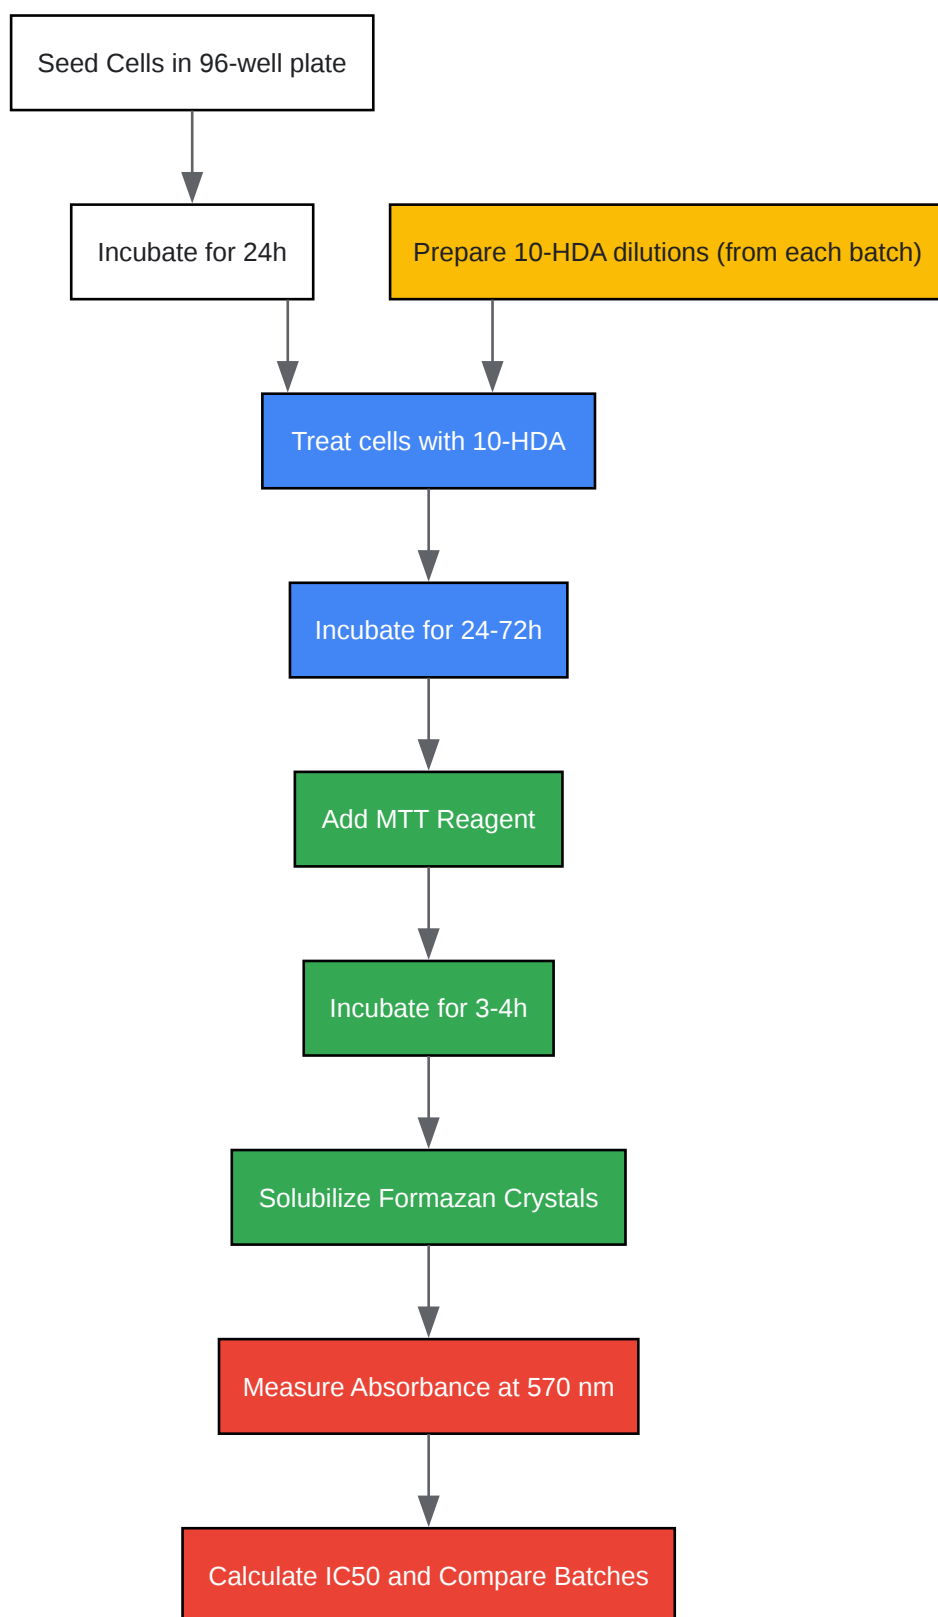 Seed Cells in 96-well plate
Incubate for 24h
Prepare 10-HDA dilutions (from each batch)
Treat cells with 10-HDA
Incubate for 24-72h
Add MTT Reagent
Incubate for 3-4h
Solubilize Formazan Crystals
Measure Absorbance at 570 nm
Calculate IC50 and Compare Batches